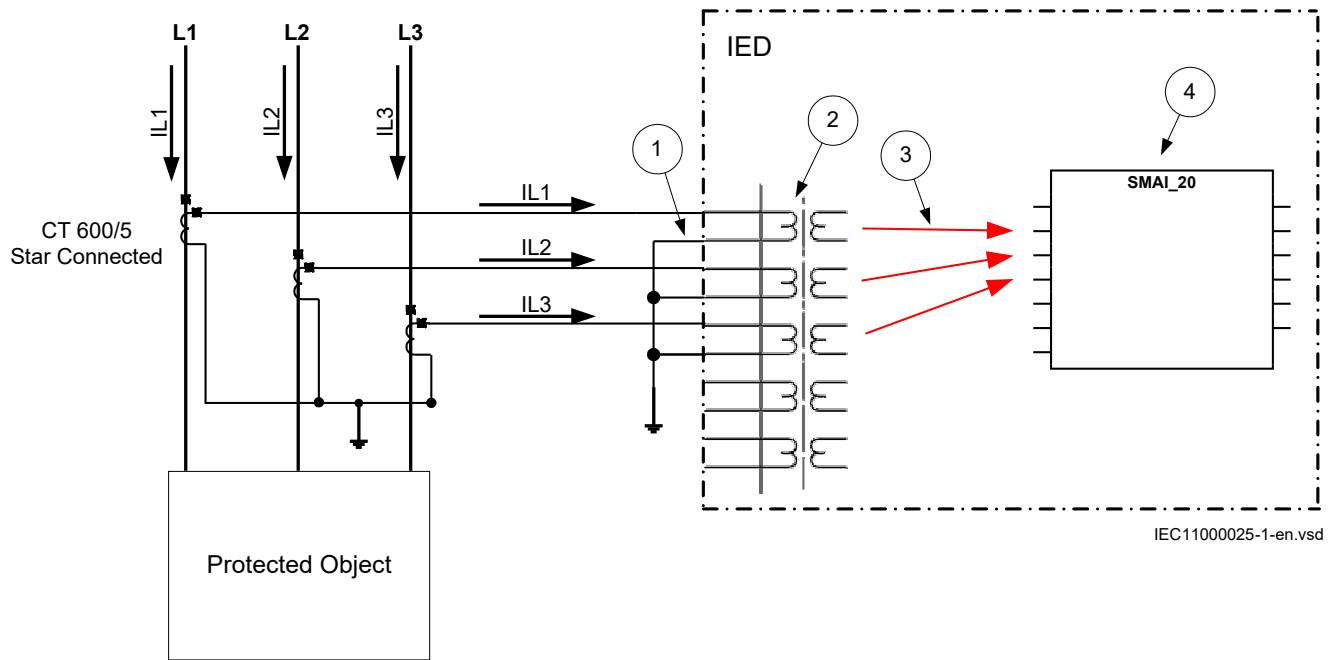 L1
L2
L3
IED
IL1
IL2
IL3
1
2
3
4
SMAI_20
CT 600/5
Star Connected
IL1
IL2
IL3
IEC11000025-1-en.vsd
Protected Object